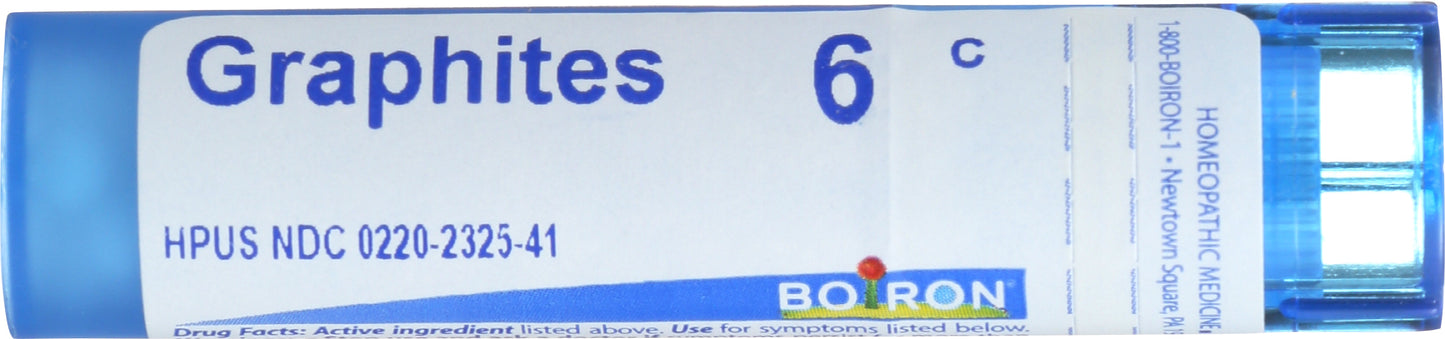 Graphites 6 C
HPUS NDC 0220-2325-41
BOIRON
Drug Facts: Active ingredient listed above. Use for symptoms listed below.
HOMEOPATHIC MEDICINE
1-800-BOIRON-1 • Newtown Square, PA